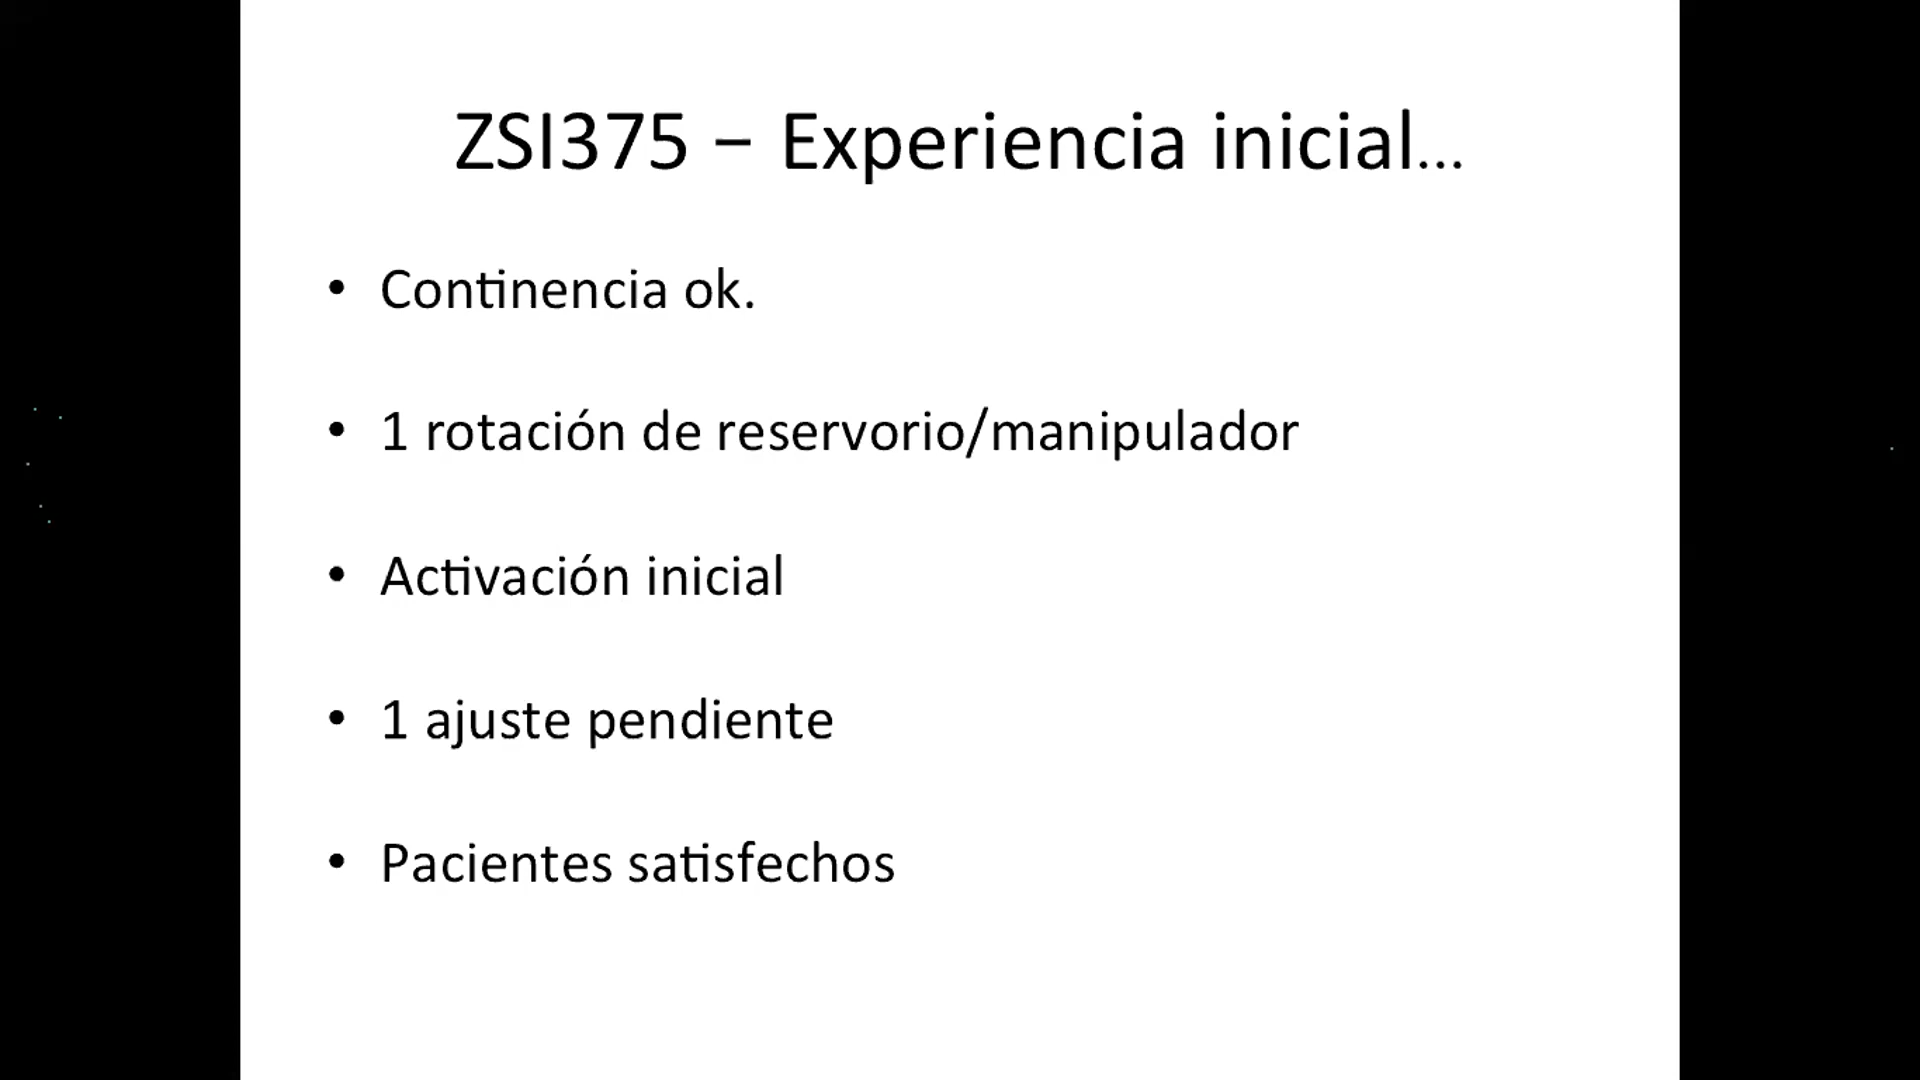 ZSI375 – Experiencia inicial...
• Continencia ok.
• 1 rotación de reservorio/manipulador
• Activación inicial
• 1 ajuste pendiente
• Pacientes satisfechos